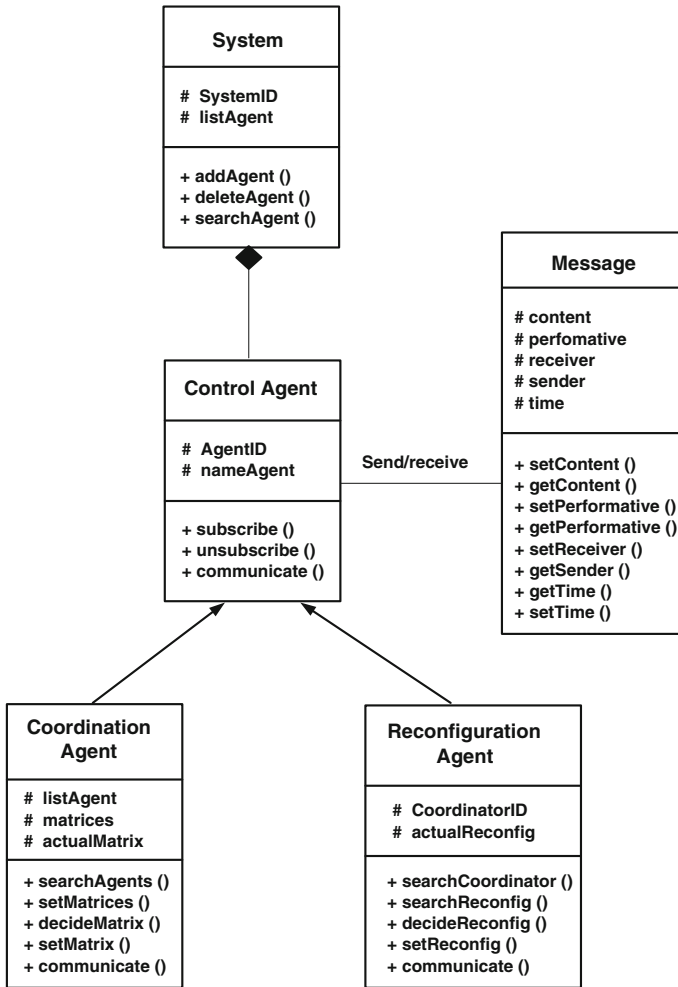 System
# SystemID
# listAgent
+ addAgent ()
+ deleteAgent ()
+ searchAgent ()
Message
# content
# perfomative
# receiver
# sender
# time
+ setContent ()
+ getContent ()
+ setPerformative ()
+ getPerformative ()
+ setReceiver ()
+ getSender ()
+ getTime ()
+ setTime ()
Control Agent
# AgentID
# nameAgent
+ subscribe ()
+ unsubscribe ()
+ communicate ()
Send/receive
Coordination
Agent
# listAgent
# matrices
# actualMatrix
+ searchAgents ()
+ setMatrices ()
+ decideMatrix ()
+ setMatrix ()
+ communicate ()
Reconfiguration
Agent
# CoordinatorID
# actualReconfig
+ searchCoordinator ()
+ searchReconfig ()
+ decideReconfig ()
+ setReconfig ()
+ communicate ()